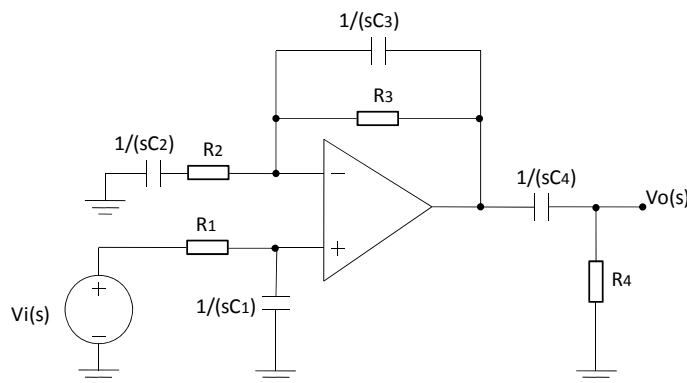 1/(sC3)
R3
1/(sC2)
R2
−
1/(sC4)
Vo(s)
R1
+
1/(sC1)
R4
Vi(s)
+
−